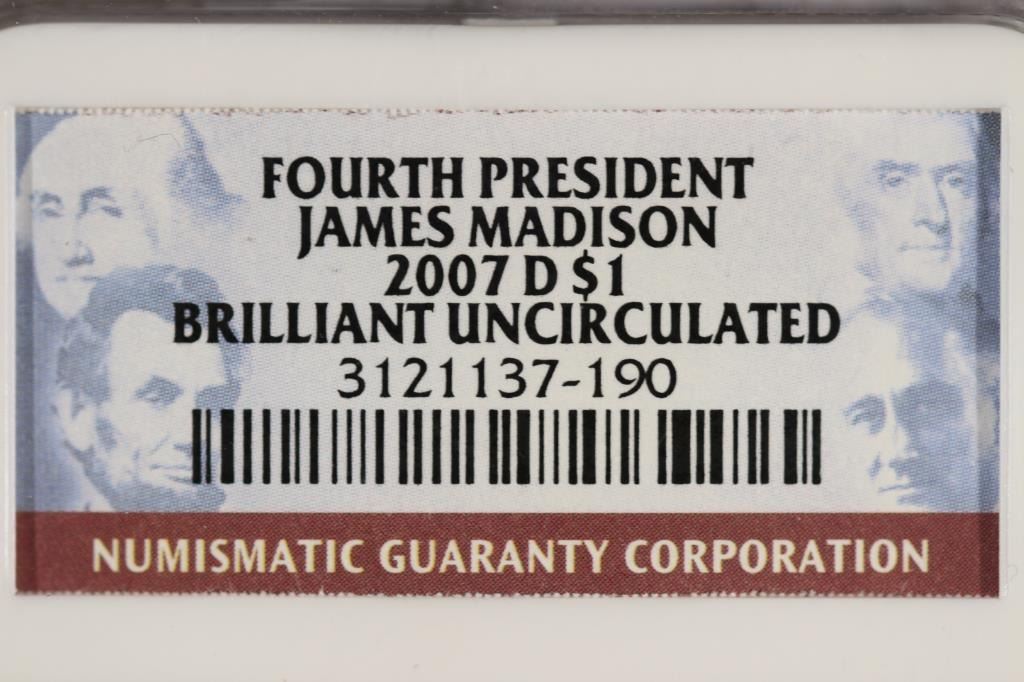 FOURTH PRESIDENT
JAMES MADISON
2007 D $1
BRILLIANT UNCIRCULATED
3121137-190
NUMISMATIC GUARANTY CORPORATION